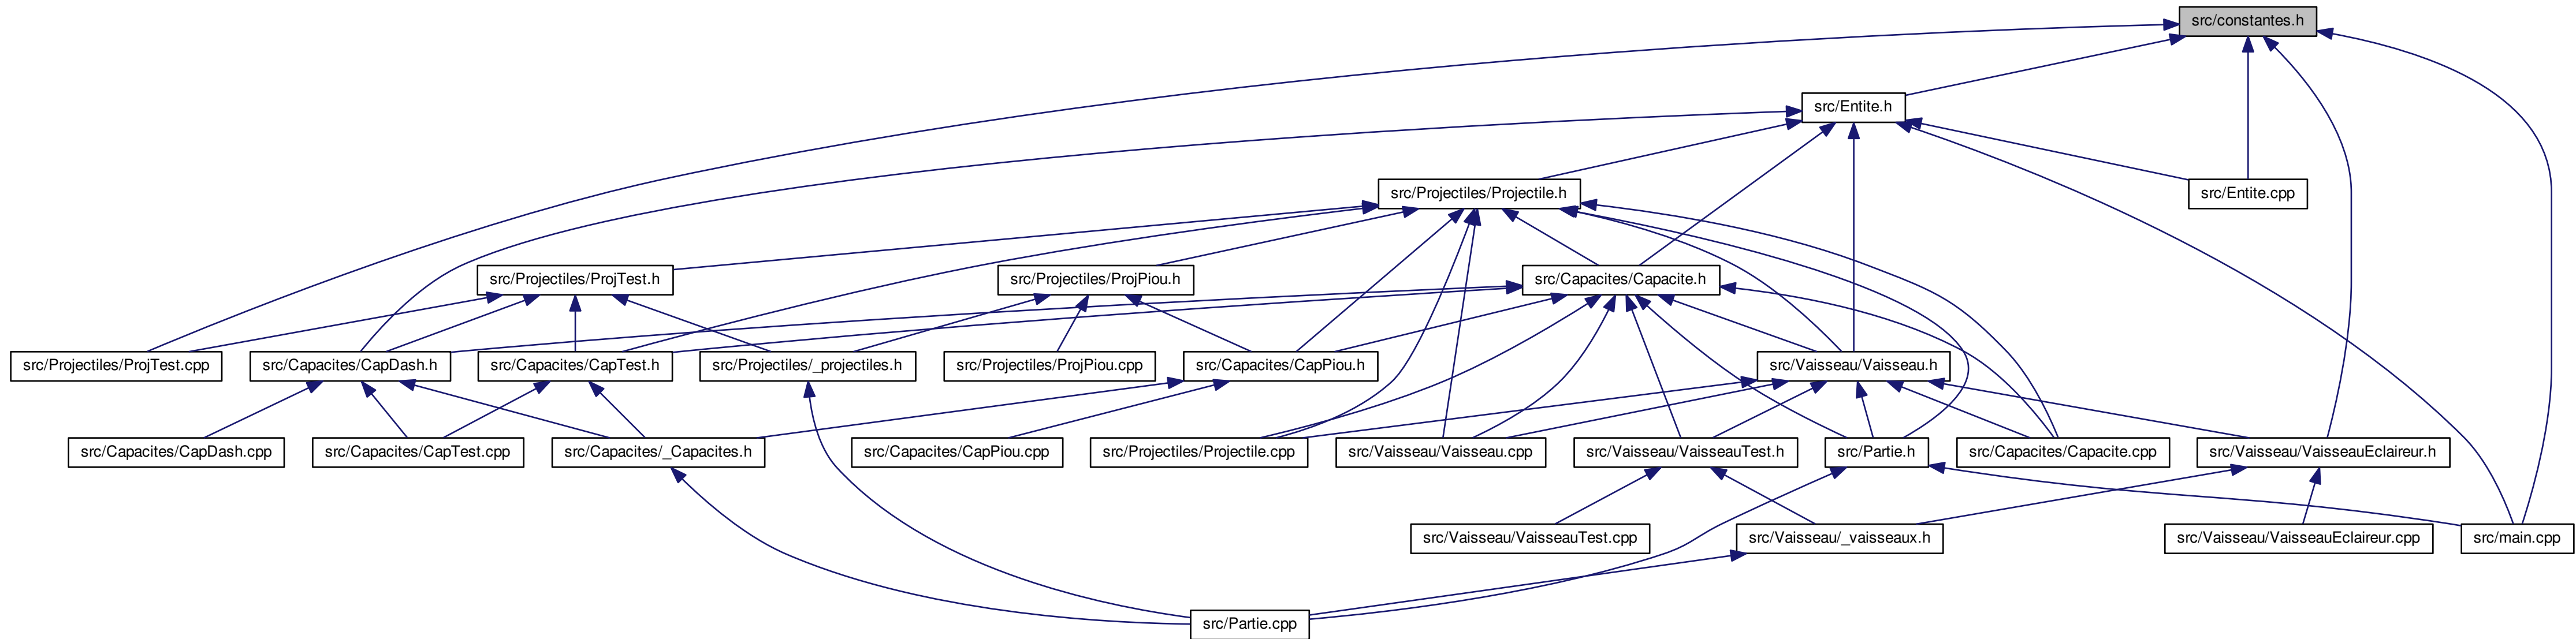 src/constantes.h
src/Entite.h
src/Projectiles/Projectile.h
src/Entite.cpp
src/Projectiles/ProjTest.h
src/Projectiles/ProjPiou.h
src/Capacites/Capacite.h
src/Projectiles/ProjTest.cpp
src/Capacites/CapDash.h
src/Capacites/CapTest.h
src/Projectiles/_projectiles.h
src/Projectiles/ProjPiou.cpp
src/Capacites/CapPiou.h
src/Vaisseau/Vaisseau.h
src/Capacites/CapDash.cpp
src/Capacites/CapTest.cpp
src/Capacites/_Capacites.h
src/Capacites/CapPiou.cpp
src/Projectiles/Projectile.cpp
src/Vaisseau/Vaisseau.cpp
src/Vaisseau/VaisseauTest.h
src/Partie.h
src/Capacites/Capacite.cpp
src/Vaisseau/VaisseauEclaireur.h
src/Vaisseau/VaisseauTest.cpp
src/Vaisseau/_vaisseaux.h
src/Vaisseau/VaisseauEclaireur.cpp
src/main.cpp
src/Partie.cpp